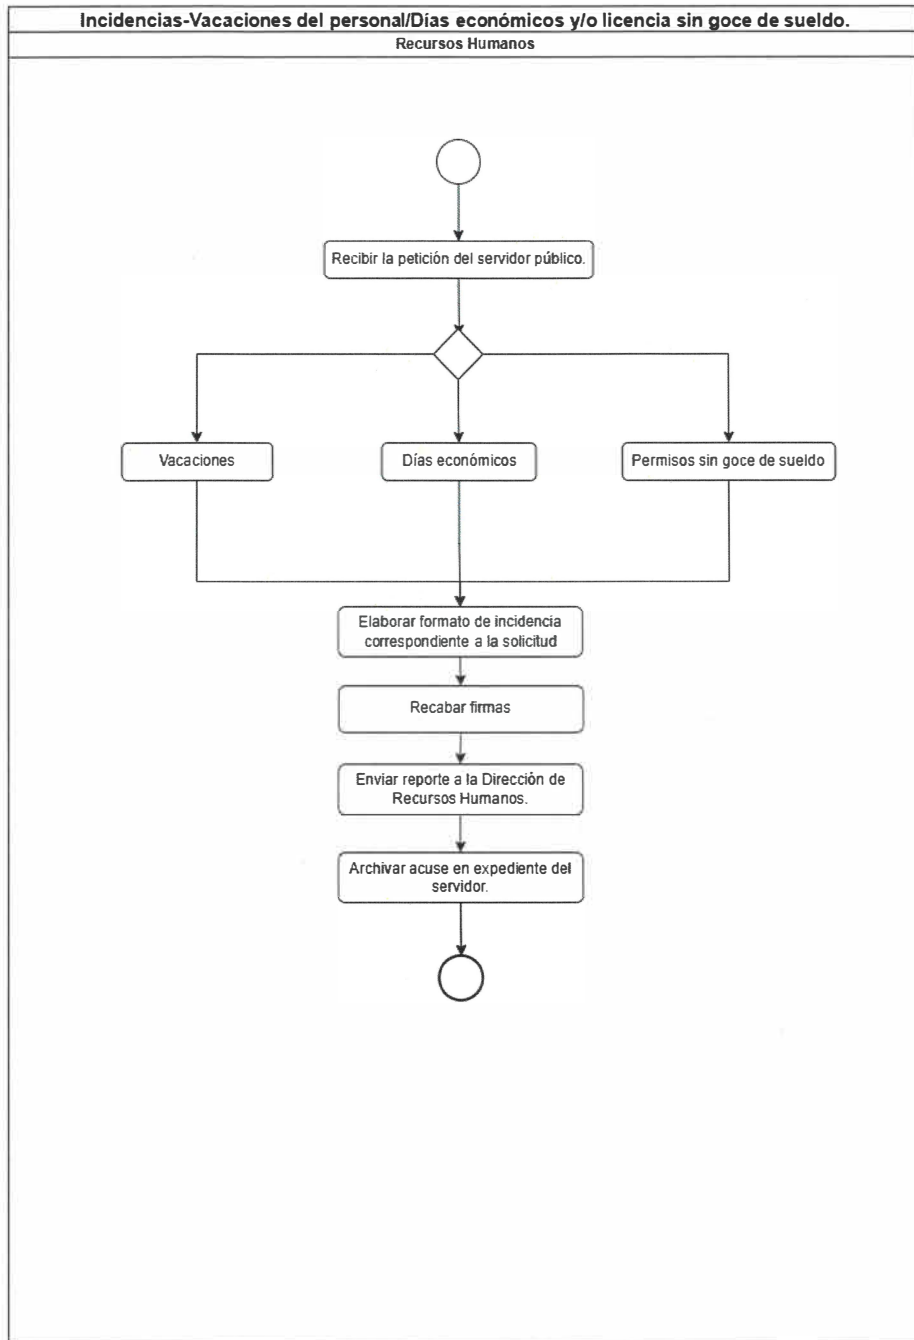 Incidencias-Vacaciones del personal/Días económicos y/o licencia sin goce de sueldo.
Recursos Humanos
Recibir la petición del servidor público.
Vacaciones
Días económicos
Permisos sin goce de sueldo
Elaborar formato de incidencia
correspondiente a la solicitud
Recabar firmas
Enviar reporte a la Dirección de
Recursos Humanos.
Archivar acuse en expediente del
servidor.